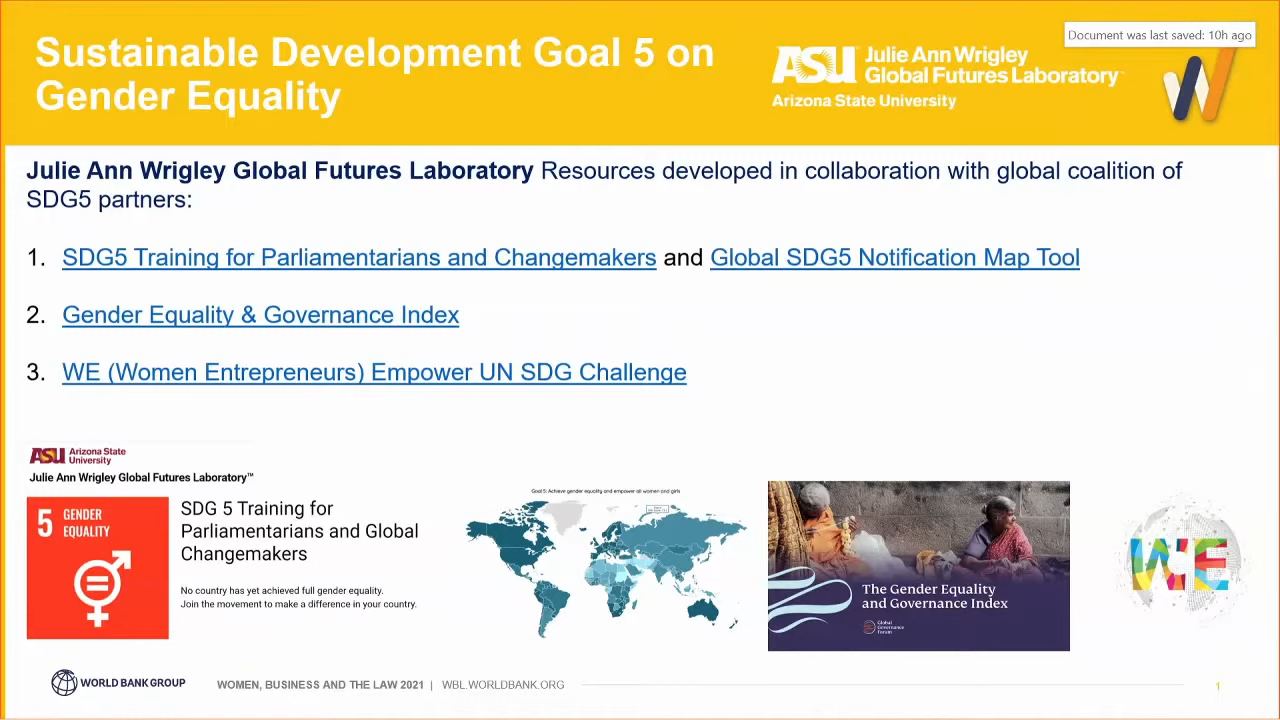 Sustainable Development Goal 5 on
Gender Equality
Document was last saved: 10h ago
ASU Julie Ann Wrigley
Global Futures Laboratory
Arizona State University
W
Julie Ann Wrigley Global Futures Laboratory Resources developed in collaboration with global coalition of
SDG5 partners:
1. SDG5 Training for Parliamentarians and Changemakers and Global SDG5 Notification Map Tool
2. Gender Equality & Governance Index
3. WE (Women Entrepreneurs) Empower UN SDG Challenge
ASU Arizona State
University
Julie Ann Wrigley Global Futures Laboratory™
5 GENDER
EQUALITY
SDG 5 Training for
Parliamentarians and Global
Changemakers
No country has yet achieved full gender equality.
Join the movement to make a difference in your country.
Goal 5: Achieve gender equality and empower all women and girls
The Gender Equality
and Governance Index
Global
Governance
Forum
WE
WORLD BANK GROUP
WOMEN, BUSINESS AND THE LAW 2021 | WBL.WORLDBANK.ORG
1